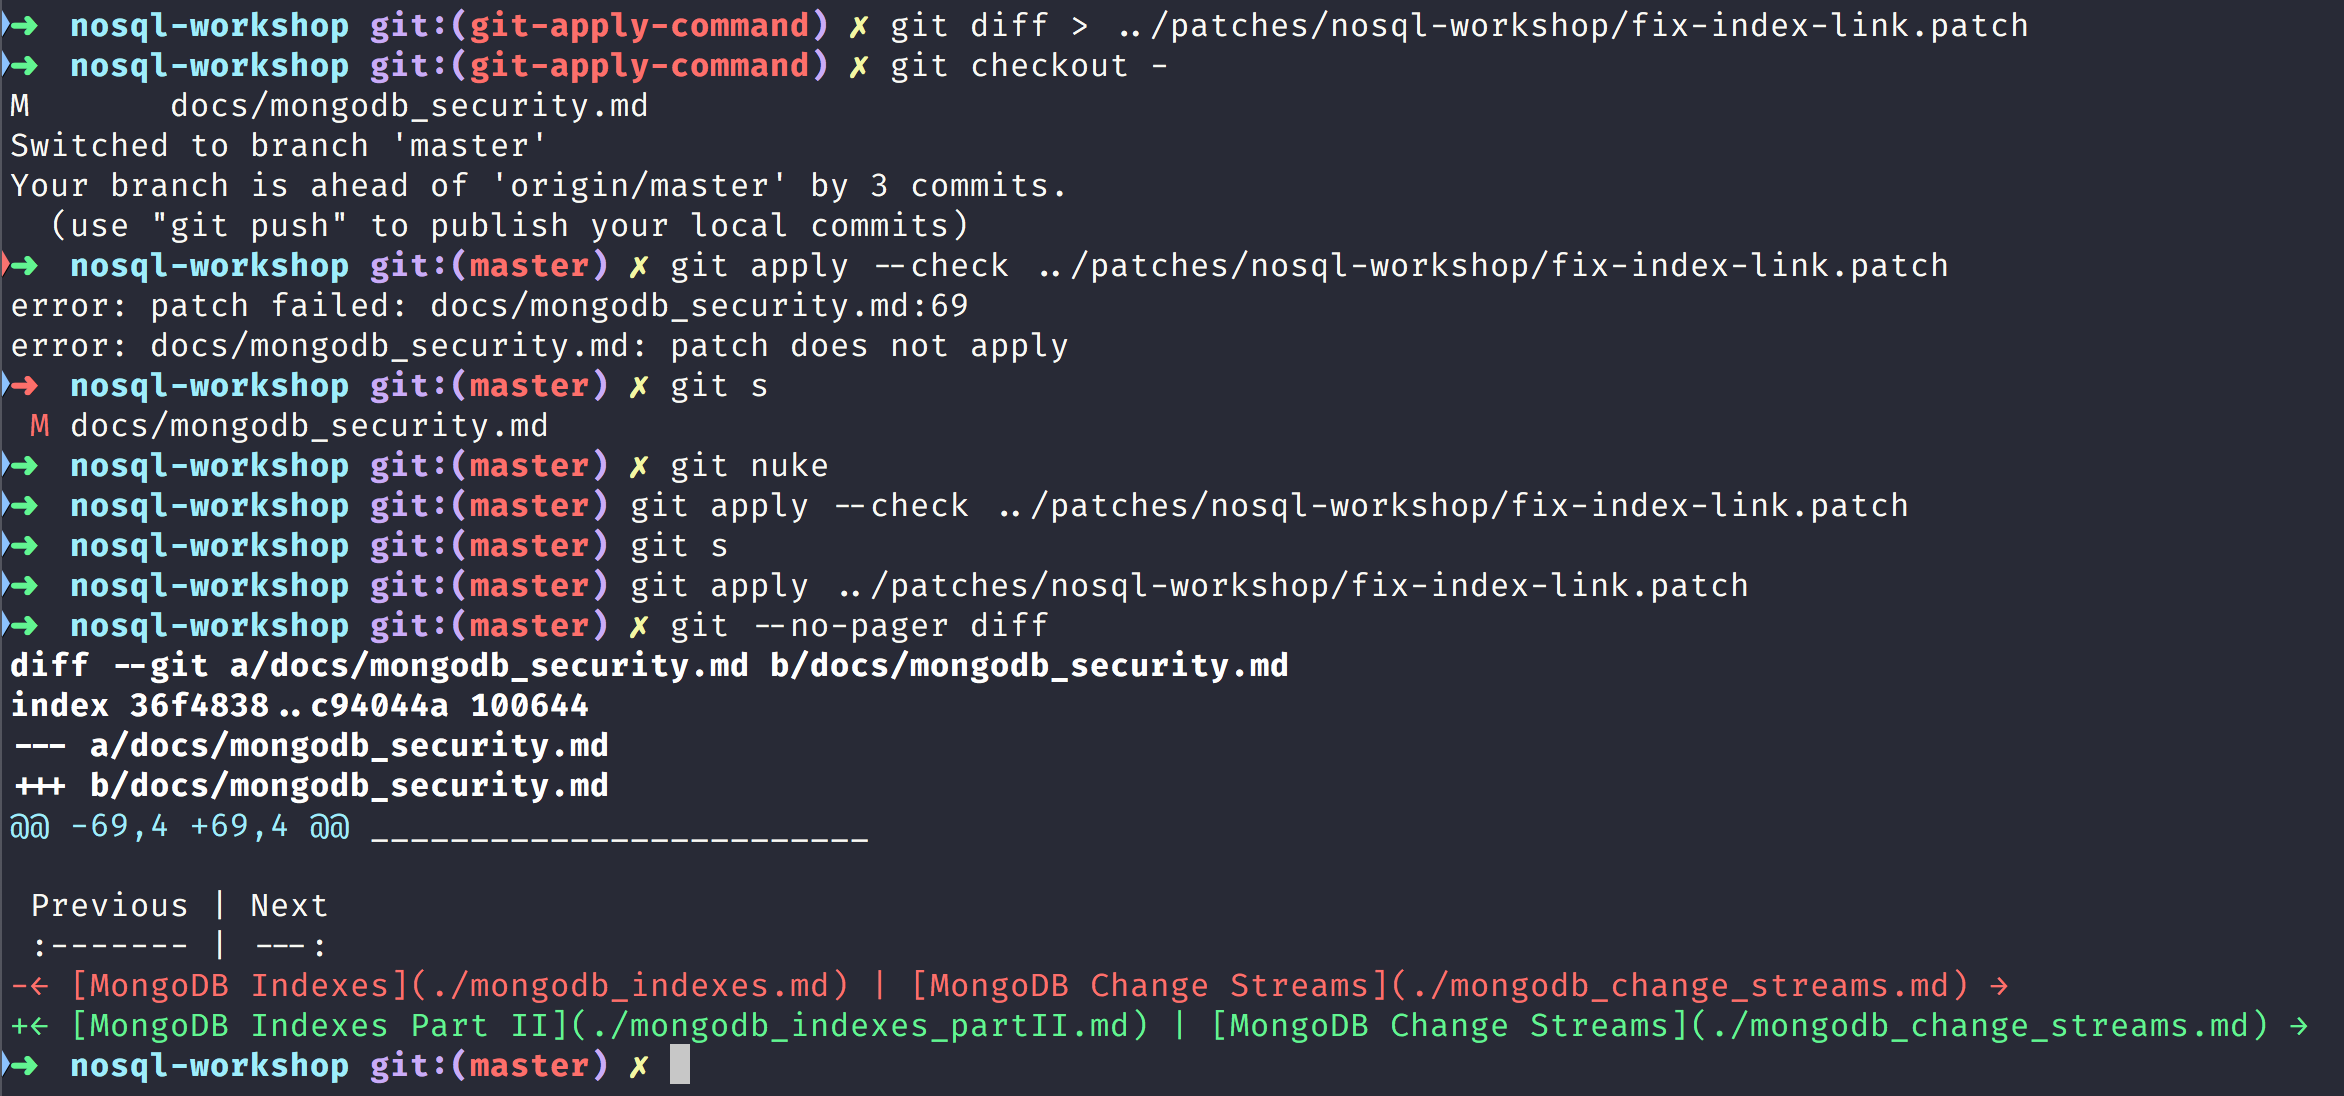 ➜  nosql-workshop git:(git-apply-command) ✗ git diff > ../patches/nosql-workshop/fix-index-link.patch
➜  nosql-workshop git:(git-apply-command) ✗ git checkout -
M       docs/mongodb_security.md
Switched to branch 'master'
Your branch is ahead of 'origin/master' by 3 commits.
  (use "git push" to publish your local commits)
➜  nosql-workshop git:(master) ✗ git apply --check ../patches/nosql-workshop/fix-index-link.patch
error: patch failed: docs/mongodb_security.md:69
error: docs/mongodb_security.md: patch does not apply
➜  nosql-workshop git:(master) ✗ git s
 M docs/mongodb_security.md
➜  nosql-workshop git:(master) ✗ git nuke
➜  nosql-workshop git:(master) git apply --check ../patches/nosql-workshop/fix-index-link.patch
➜  nosql-workshop git:(master) git s
➜  nosql-workshop git:(master) git apply ../patches/nosql-workshop/fix-index-link.patch
➜  nosql-workshop git:(master) ✗ git --no-pager diff
diff --git a/docs/mongodb_security.md b/docs/mongodb_security.md
index 36f4838..c94044a 100644
--- a/docs/mongodb_security.md
+++ b/docs/mongodb_security.md
@@ -69,4 +69,4 @@ _________________________
 Previous | Next
 :------- | ---:
-← [MongoDB Indexes](./mongodb_indexes.md) | [MongoDB Change Streams](./mongodb_change_streams.md) →
+← [MongoDB Indexes Part II](./mongodb_indexes_partII.md) | [MongoDB Change Streams](./mongodb_change_streams.md) →
➜  nosql-workshop git:(master) ✗